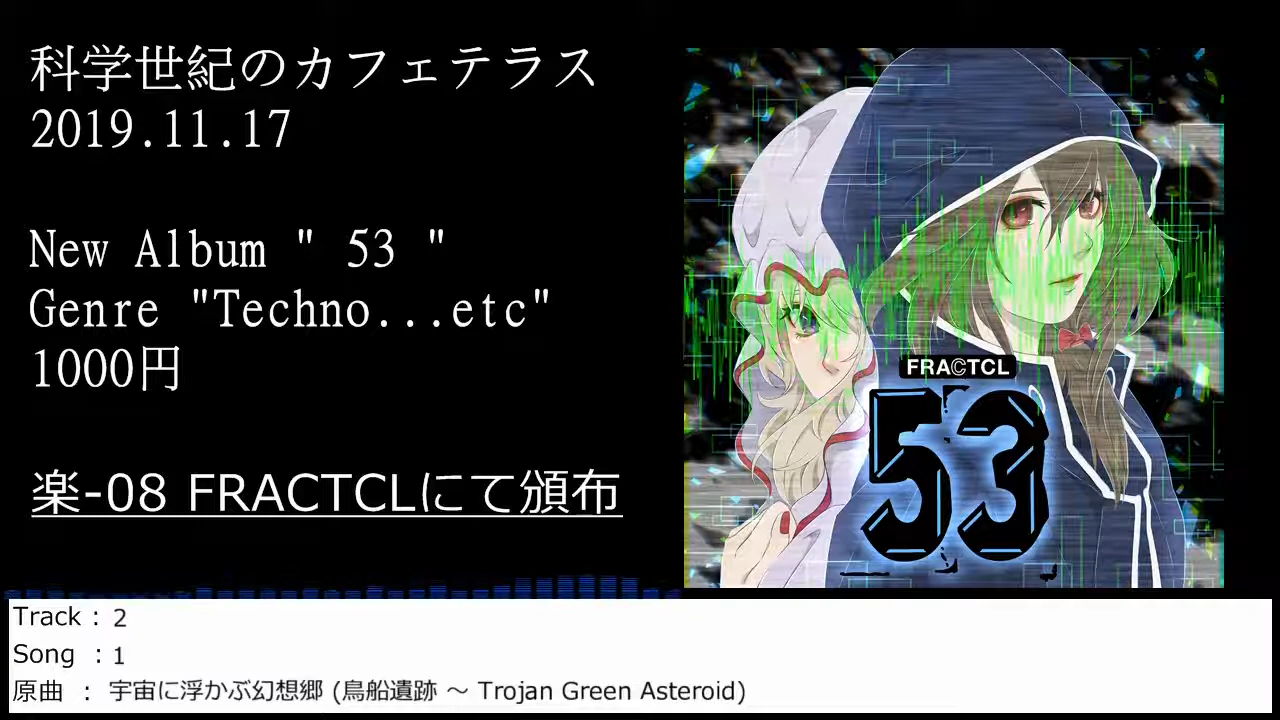 科学世紀のカフェテラス
2019.11.17
New Album " 53 "
Genre "Techno...etc"
1000円
楽-08 FRACTCLにて頒布
FRACTCL
53
Track : 2
Song : 1
原曲 : 宇宙に浮かぶ幻想郷 (鳥船遺跡 ～ Trojan Green Asteroid)